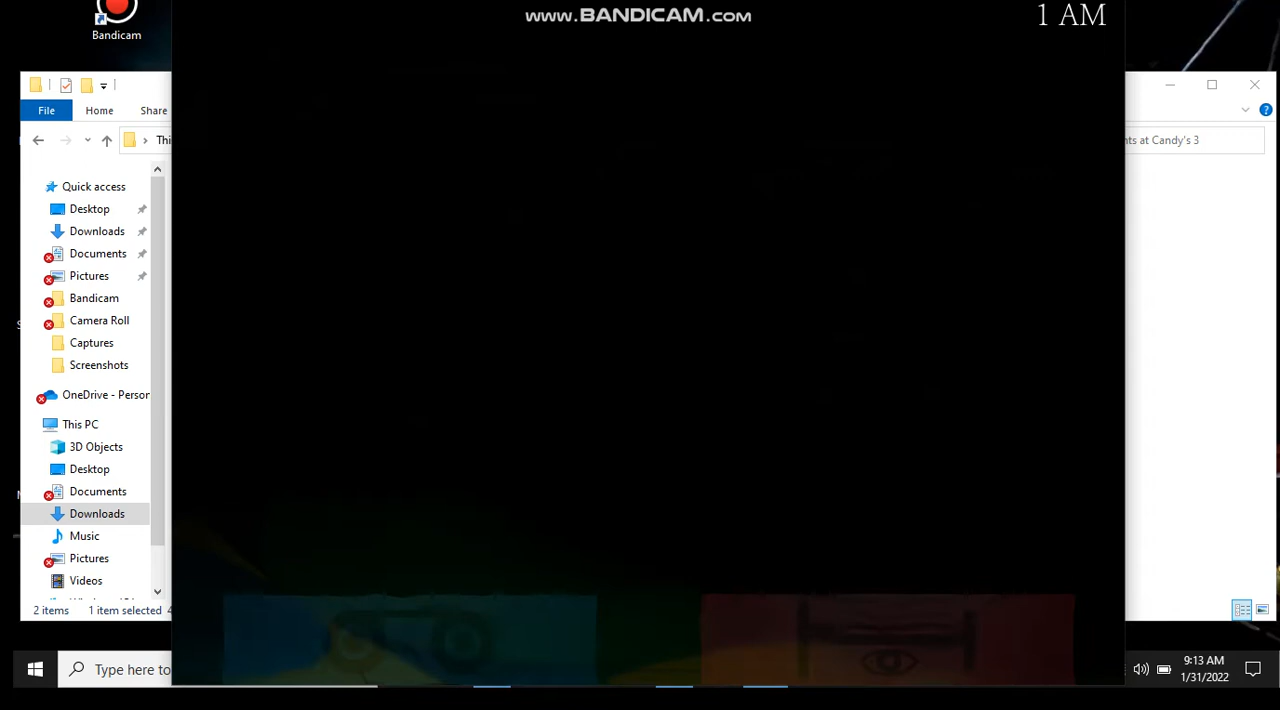 Bandicam
www.BANDICAM.com
1 AM
File
Home
Share
Thi
nts at Candy's 3
Quick access
Desktop
Downloads
Documents
Pictures
Bandicam
Camera Roll
Captures
Screenshots
OneDrive - Person
This PC
3D Objects
Desktop
Documents
Downloads
Music
Pictures
Videos
2 items
1 item selected
Type here to
9:13 AM
1/31/2022